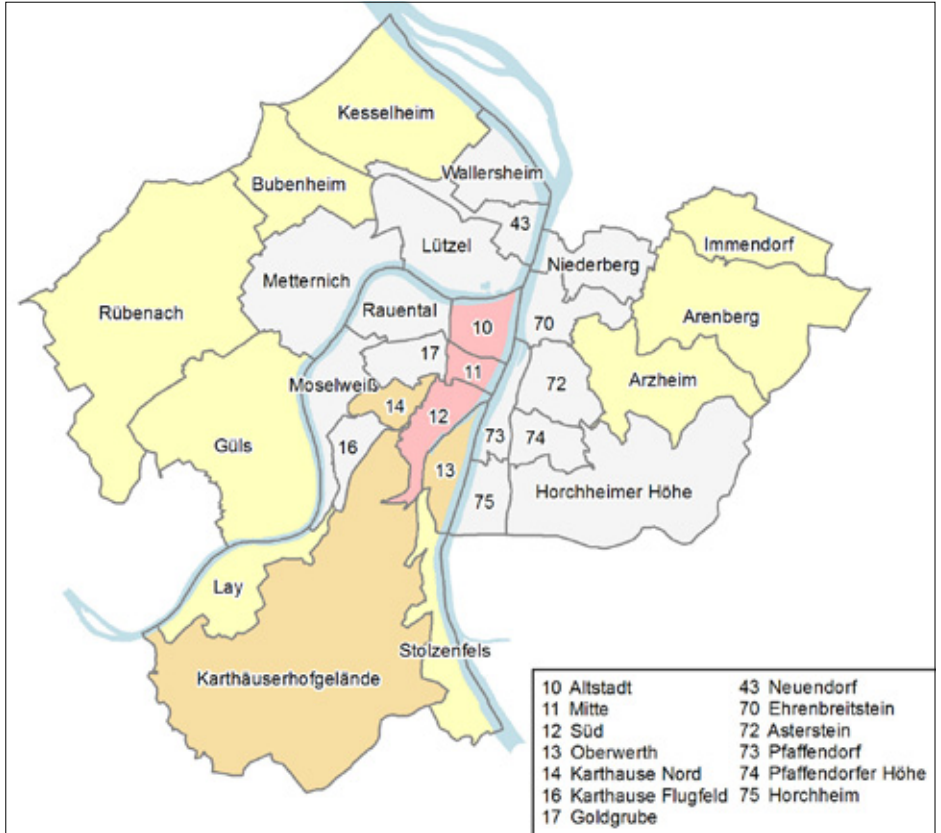 Kesselheim
Wallersheim
Bubenheim
43
Lützel
Immendorf
Niederberg
Metternich
Rübenach
Rauental
10
70
Arenberg
17
11
Moselweiß
72
Arzheim
14
12
Güls
16
73
74
13
Horchheimer Höhe
75
Lay
Stolzenfels
Karthäuserhofgelände
10 Altstadt
11 Mitte
12 Süd
13 Oberwerth
14 Karthause Nord
16 Karthause Flugfeld
17 Goldgrube
43 Neuendorf
70 Ehrenbreitstein
72 Asterstein
73 Pfaffendorf
74 Pfaffendorfer Höhe
75 Horchheim